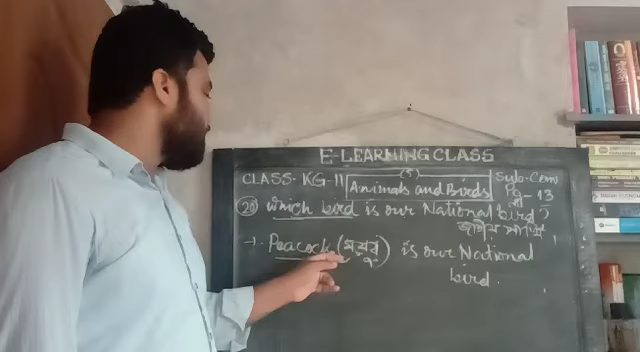 E-LEARNING CLASS
CLASS- KG-II (5) Animals and Birds Sub-Com
Pg-13
(20) which bird is our National bird?
জাতীয় পাখি
→ Peacock (ময়ূর) is our National
bird.